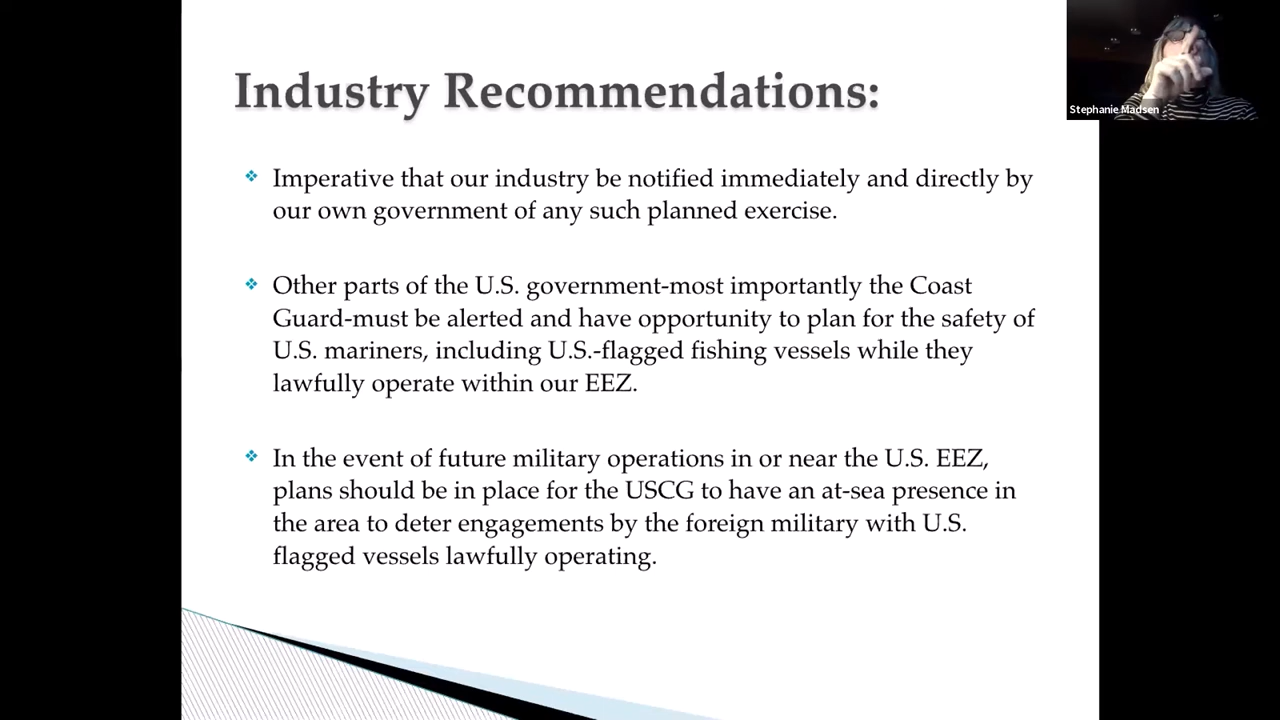 Industry Recommendations:
Stephanie Madsen
Imperative that our industry be notified immediately and directly by
our own government of any such planned exercise.
Other parts of the U.S. government-most importantly the Coast
Guard-must be alerted and have opportunity to plan for the safety of
U.S. mariners, including U.S.-flagged fishing vessels while they
lawfully operate within our EEZ.
In the event of future military operations in or near the U.S. EEZ,
plans should be in place for the USCG to have an at-sea presence in
the area to deter engagements by the foreign military with U.S.
flagged vessels lawfully operating.